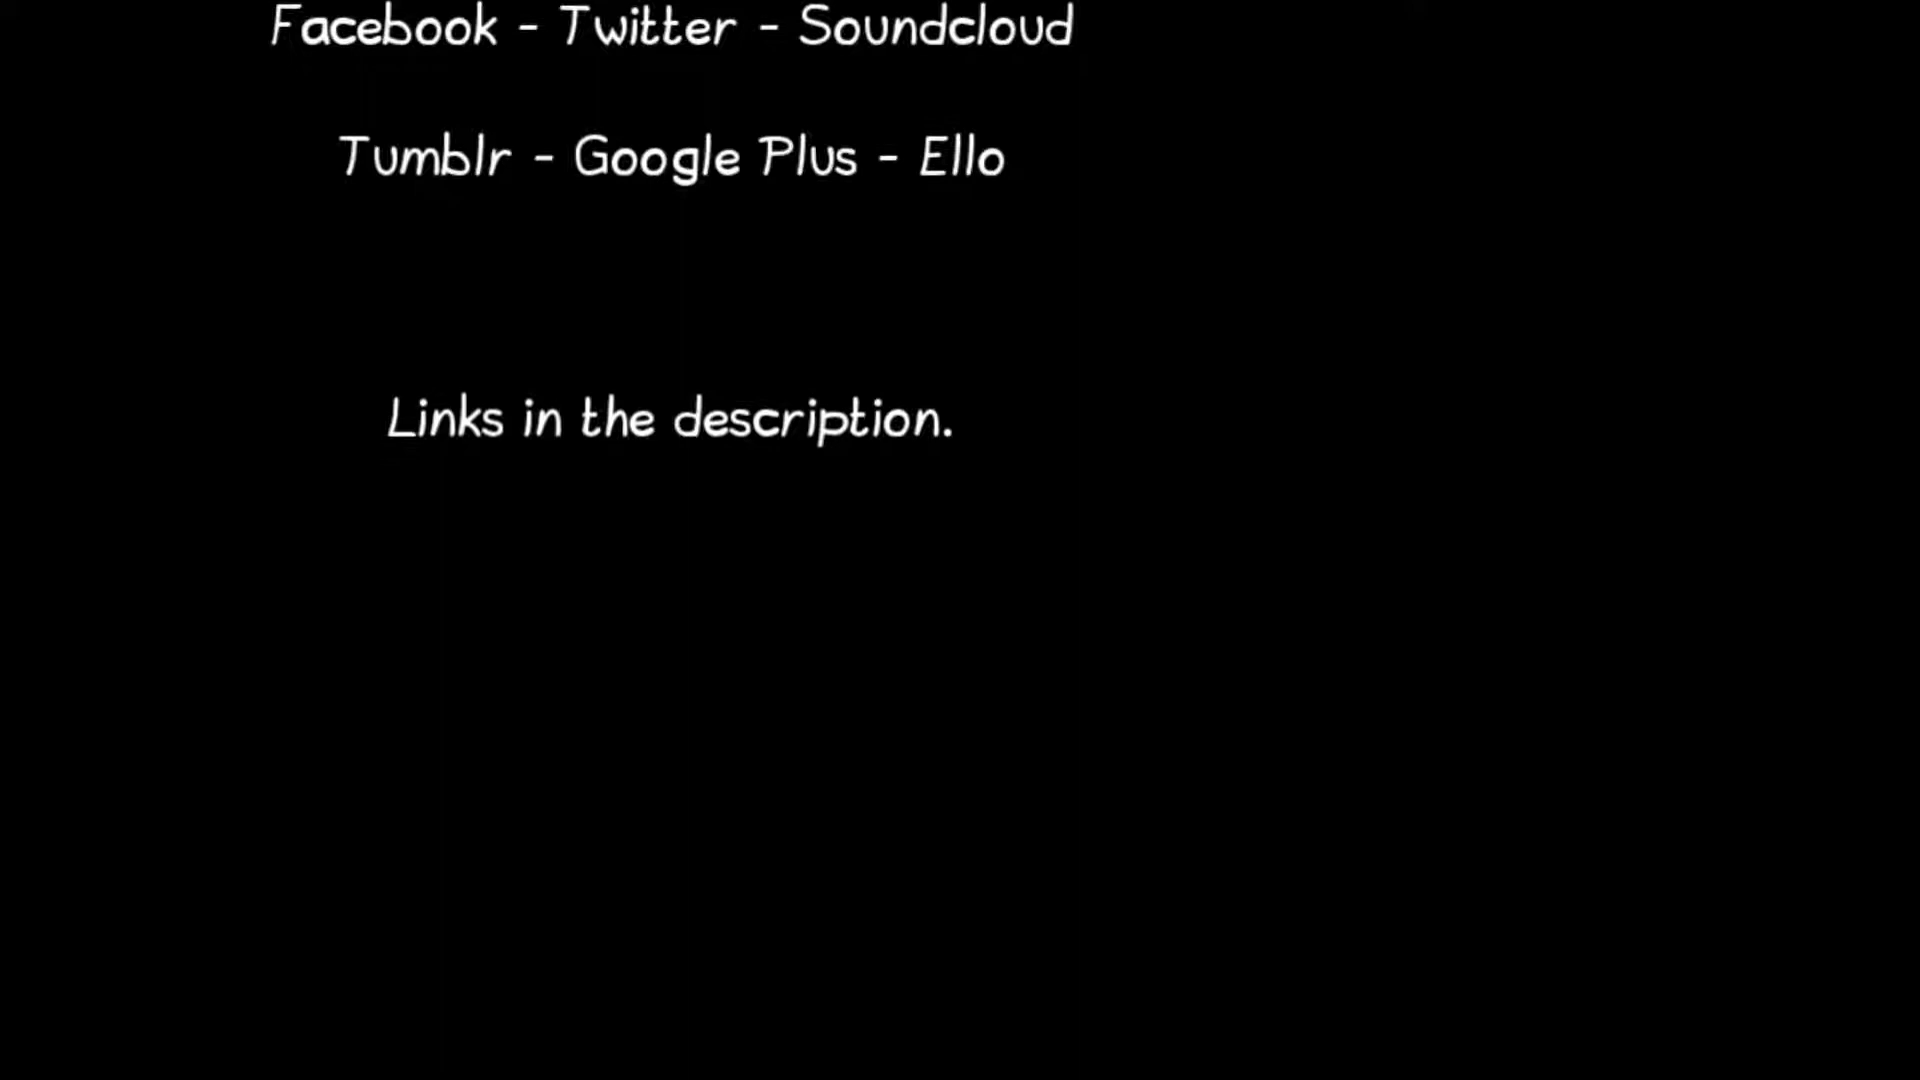 Facebook - Twitter - Soundcloud
Tumblr - Google Plus - Ello
Links in the description.